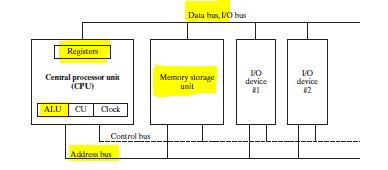 Data bus, I/O bus
Registers
Central processor unit
(CPU)
ALU CU Clock
Memory storage
unit
I/O
device
#1
I/O
device
#2
Control bus
Address bus